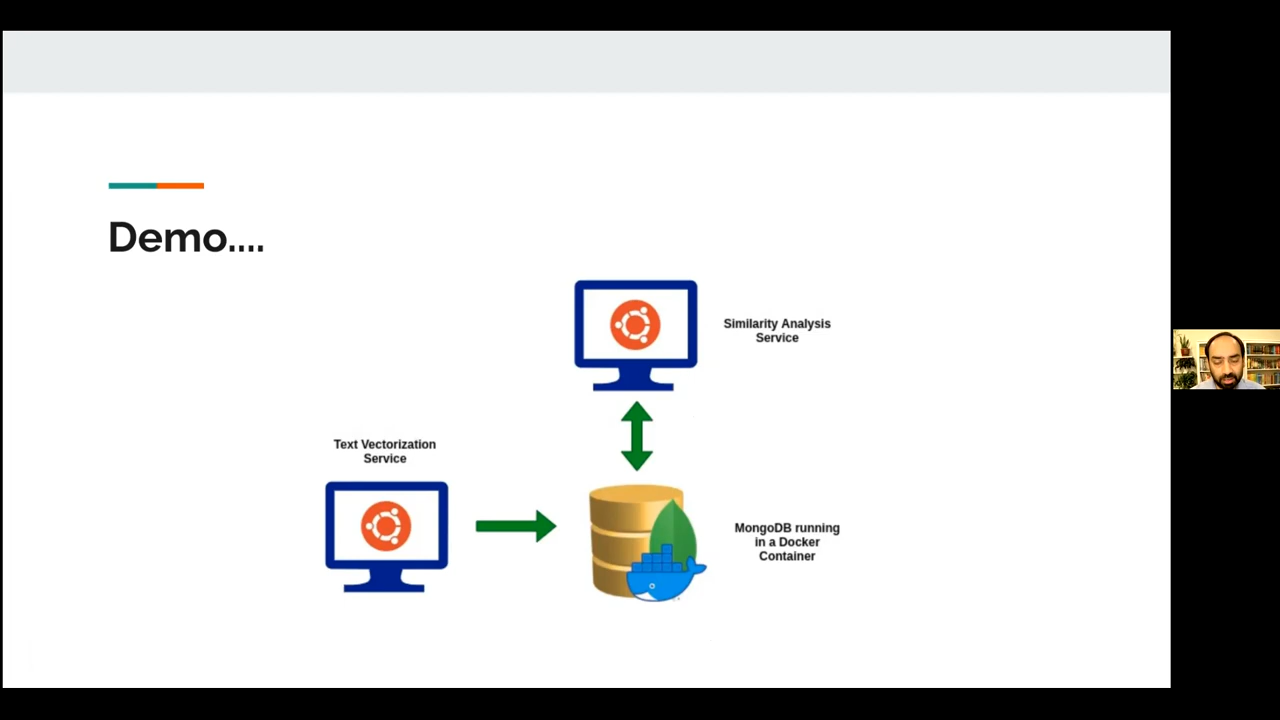 Demo....
Similarity Analysis
Service
Text Vectorization
Service
MongoDB running
in a Docker
Container